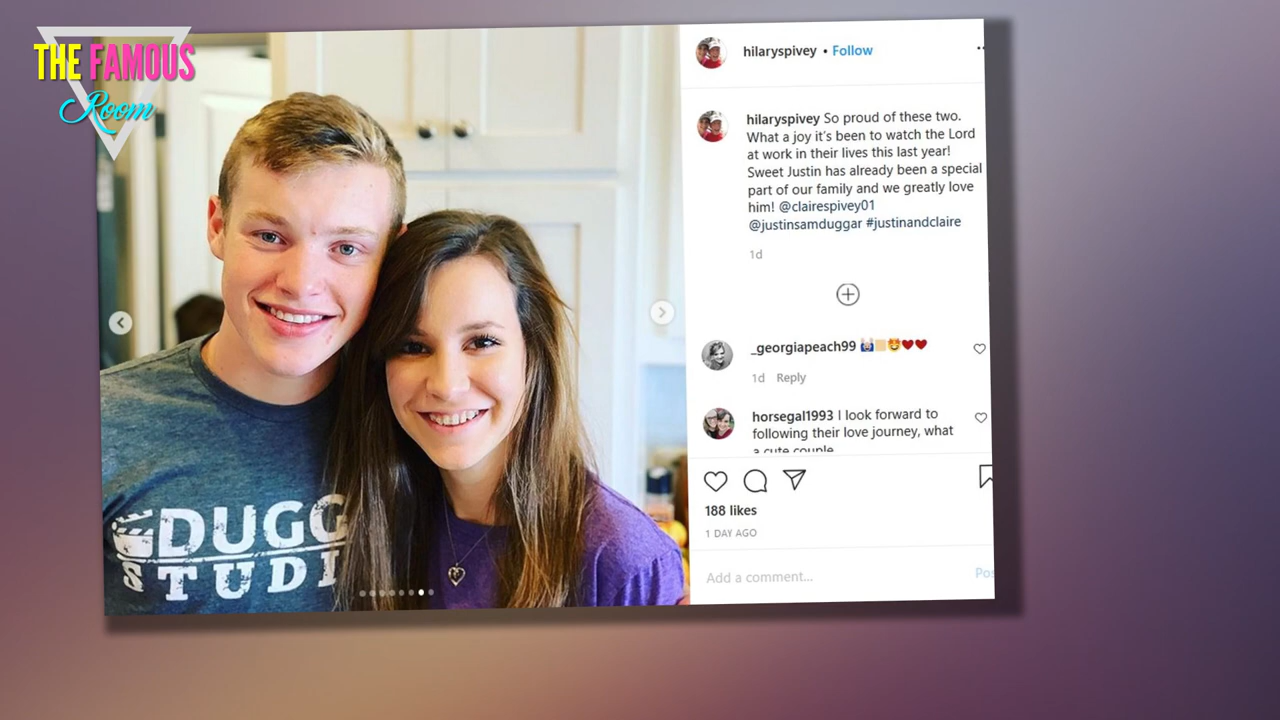 THE FAMOUS
Room
DUGG
STUDI
hilaryspivey • Follow
hilaryspivey So proud of these two.
What a joy it's been to watch the Lord
at work in their lives this last year!
Sweet Justin has already been a special
part of our family and we greatly love
him! @clairespivey01
@justinsamduggar #justinandclaire
1d
_georgiapeach99 
1d Reply
horsegal1993 I look forward to
following their love journey, what
a cute couple
188 likes
1 DAY AGO
Add a comment...
Pos